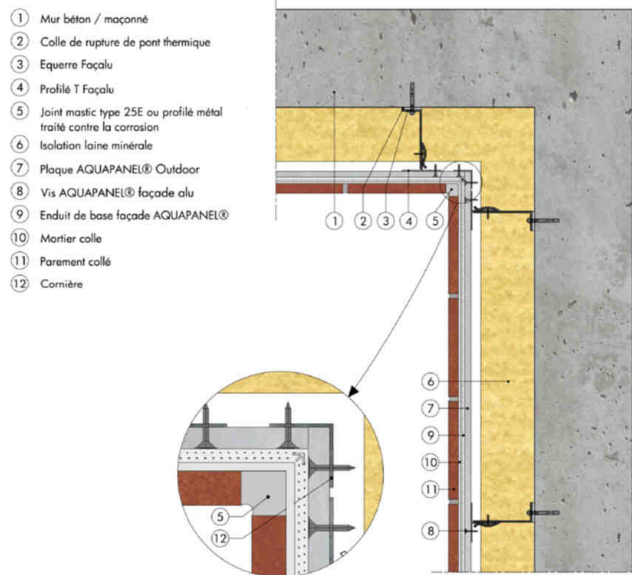 1 Mur béton / maçonné
2 Colle de rupture de pont thermique
3 Equerre Façalu
4 Profilé T Façalu
5 Joint mastic type 25E ou profilé métal
traité contre la corrosion
6 Isolation laine minérale
7 Plaque AQUAPANEL® Outdoor
8 Vis AQUAPANEL® façade alu
9 Enduit de base façade AQUAPANEL®
10 Mortier colle
11 Parement collé
12 Cornière
1 2 3 4 5
6
7
9
10
11
8
5
12